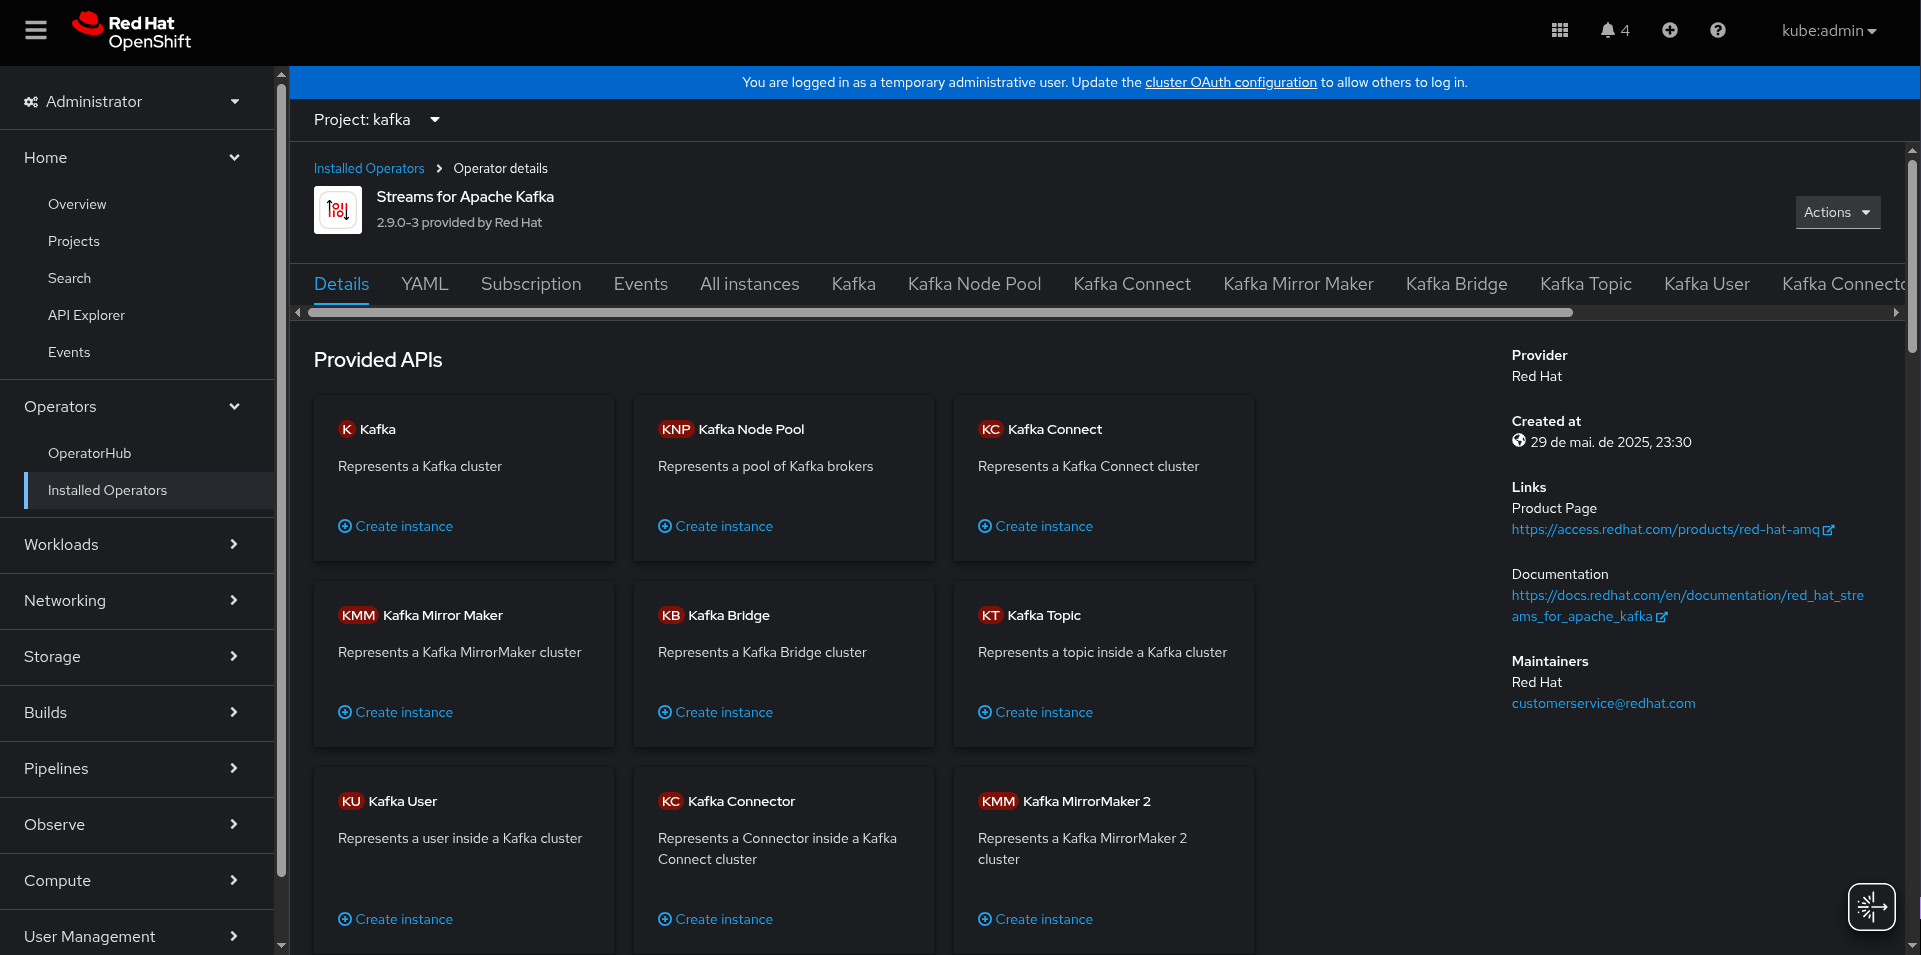 Red Hat
OpenShift
4
kube:admin
Administrator
Home
Overview
Projects
Search
API Explorer
Events
Operators
OperatorHub
Installed Operators
Workloads
Networking
Storage
Builds
Pipelines
Observe
Compute
User Management
You are logged in as a temporary administrative user. Update the cluster OAuth configuration to allow others to log in.
Project: kafka
Installed Operators > Operator details
Streams for Apache Kafka
2.9.0-3 provided by Red Hat
Actions
Details YAML Subscription Events All instances Kafka Kafka Node Pool Kafka Connect Kafka Mirror Maker Kafka Bridge Kafka Topic Kafka User Kafka Connecto
Provided APIs
K Kafka
Represents a Kafka cluster
Create instance
KNP Kafka Node Pool
Represents a pool of Kafka brokers
Create instance
KC Kafka Connect
Represents a Kafka Connect cluster
Create instance
KMM Kafka Mirror Maker
Represents a Kafka MirrorMaker cluster
Create instance
KB Kafka Bridge
Represents a Kafka Bridge cluster
Create instance
KT Kafka Topic
Represents a topic inside a Kafka cluster
Create instance
KU Kafka User
Represents a user inside a Kafka cluster
Create instance
KC Kafka Connector
Represents a Connector inside a Kafka
Connect cluster
Create instance
KMM Kafka MirrorMaker 2
Represents a Kafka MirrorMaker 2
cluster
Create instance
Provider
Red Hat
Created at
29 de mai. de 2025, 23:30
Links
Product Page
https://access.redhat.com/products/red-hat-amq
Documentation
https://docs.redhat.com/en/documentation/red_hat_stre
ams_for_apache_kafka
Maintainers
Red Hat
customerservice@redhat.com